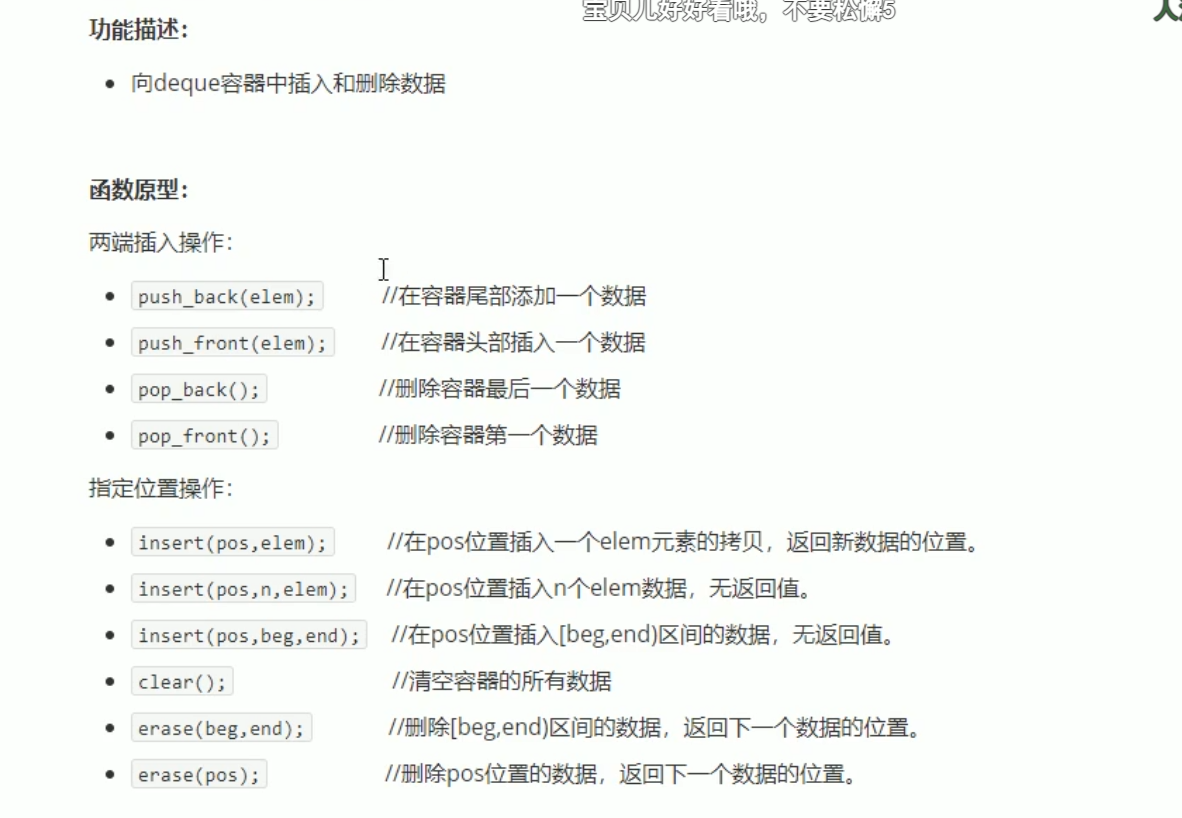 宝贝儿好好看哦，不要松懈5
功能描述：
向deque容器中插入和删除数据
函数原型：
两端插入操作：
push_back(elem); //在容器尾部添加一个数据
push_front(elem); //在容器头部插入一个数据
pop_back(); //删除容器最后一个数据
pop_front(); //删除容器第一个数据
指定位置操作：
insert(pos,elem); //在pos位置插入一个elem元素的拷贝，返回新数据的位置。
insert(pos,n,elem); //在pos位置插入n个elem数据，无返回值。
insert(pos,beg,end); //在pos位置插入[beg,end)区间的数据，无返回值。
clear(); //清空容器的所有数据
erase(beg,end); //删除[beg,end)区间的数据，返回下一个数据的位置。
erase(pos); //删除pos位置的数据，返回下一个数据的位置。